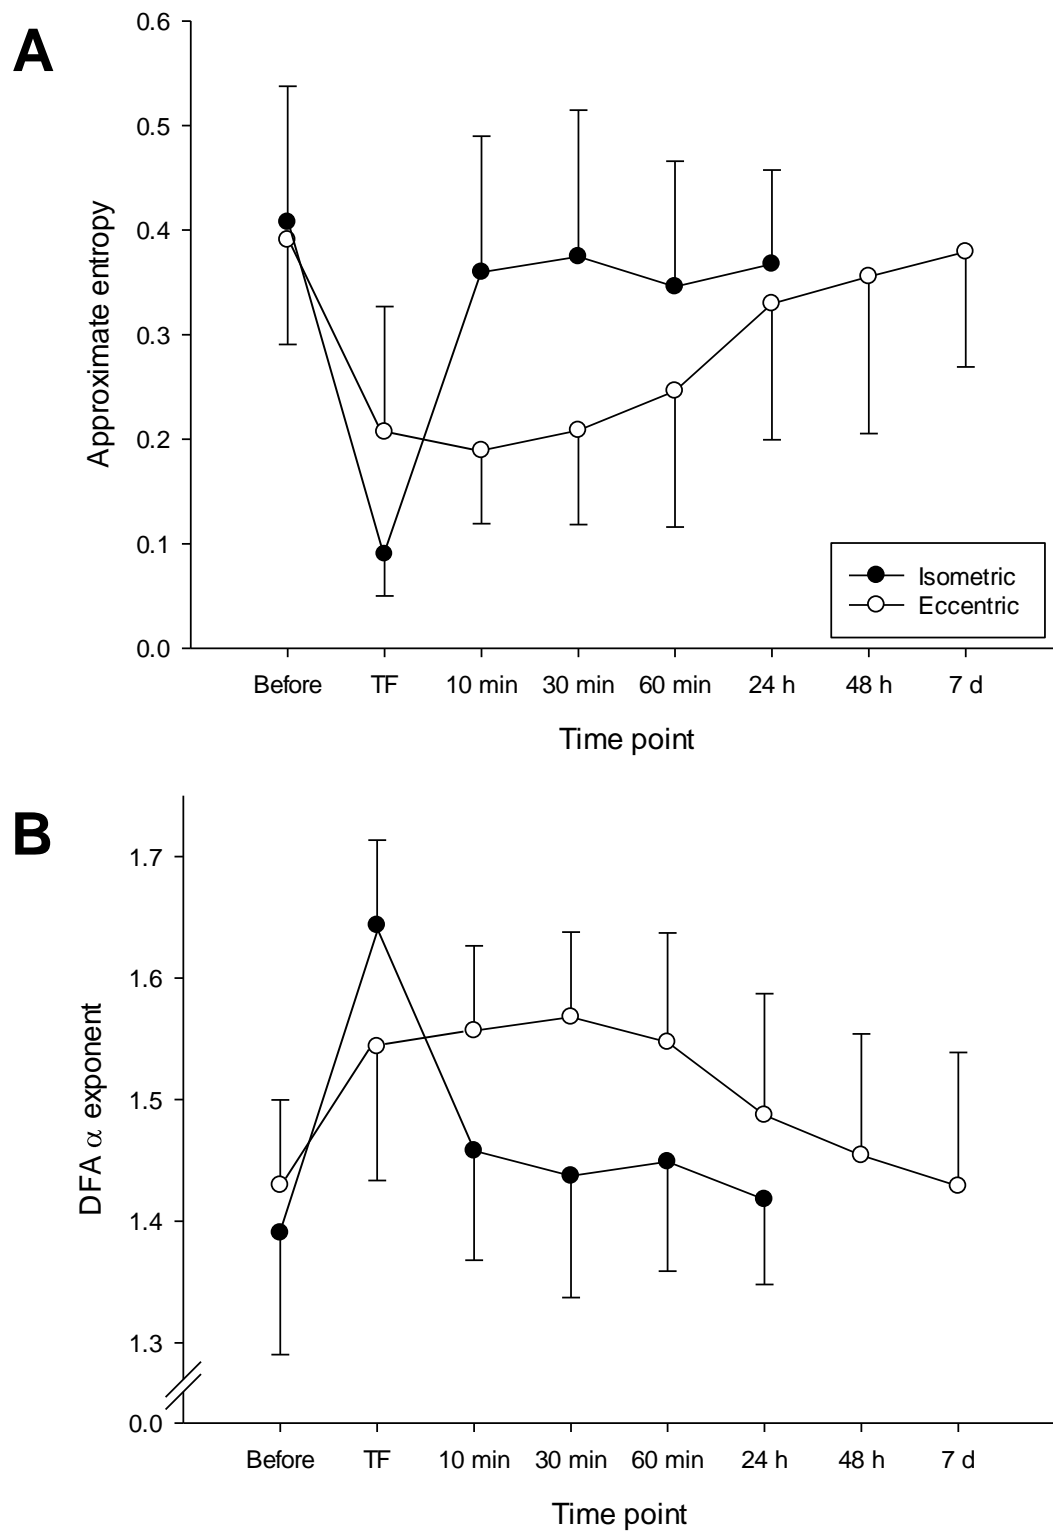 A
0.6
0.5
0.4
0.3
0.2
0.1
0.0
Approximate entropy
Isometric
Eccentric
Before TF 10 min 30 min 60 min 24 h 48 h 7 d
Time point
B
1.7
1.6
1.5
1.4
1.3
0.0
DFA α exponent
Before TF 10 min 30 min 60 min 24 h 48 h 7 d
Time point